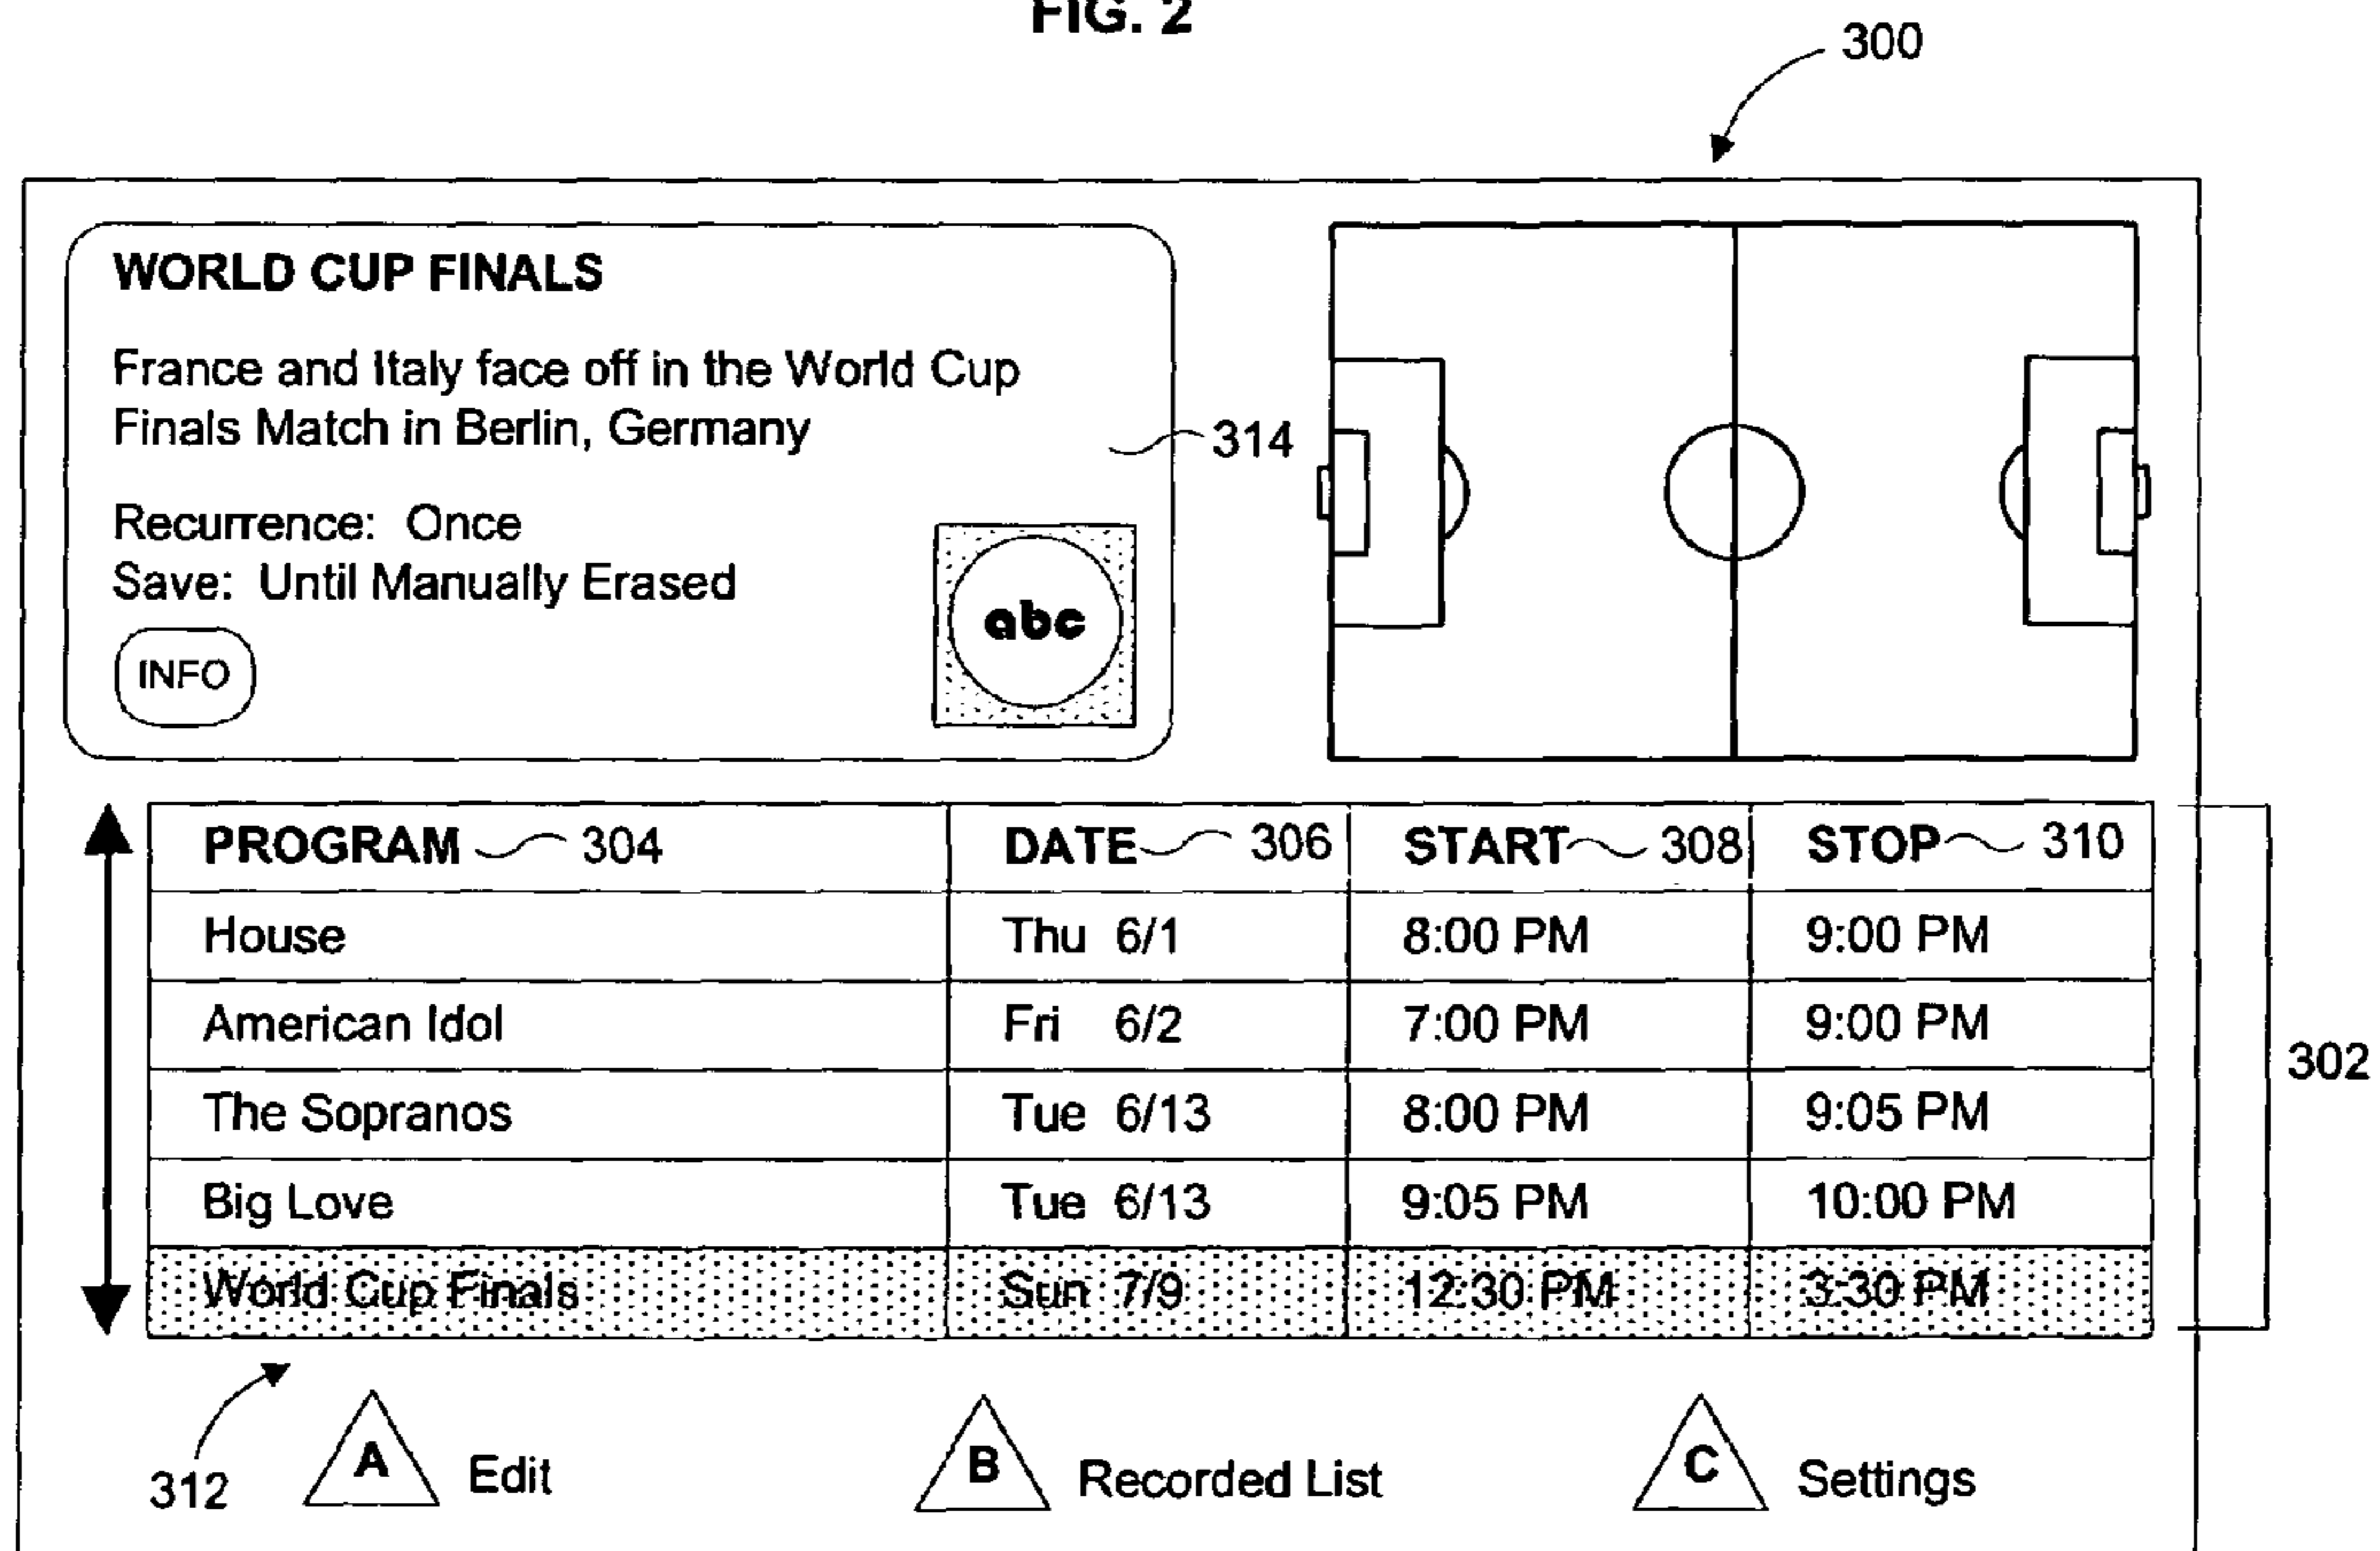 FIG. 2
300
WORLD CUP FINALS
France and Italy face off in the World Cup
Finals Match in Berlin, Germany
314
Recurrence: Once
Save: Until Manually Erased
INFO
abc
PROGRAM 304 DATE 306 START 308 STOP 310
House Thu 6/1 8:00 PM 9:00 PM
American Idol Fri 6/2 7:00 PM 9:00 PM
302
The Sopranos Tue 6/13 8:00 PM 9:05 PM
Big Love Tue 6/13 9:05 PM 10:00 PM
World Cup Finals Sun 7/9 12:30 PM 3:30 PM
312 A Edit B Recorded List C Settings